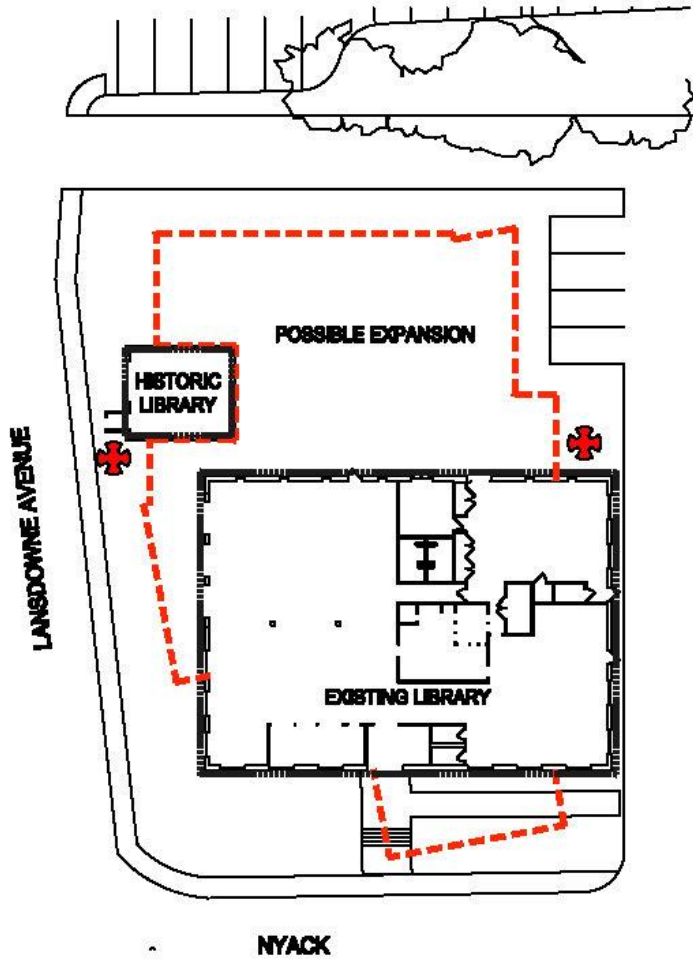 POSSIBLE EXPANSION
HISTORIC
LIBRARY
LANSDOWNE AVENUE
EXISTING LIBRARY
NYACK